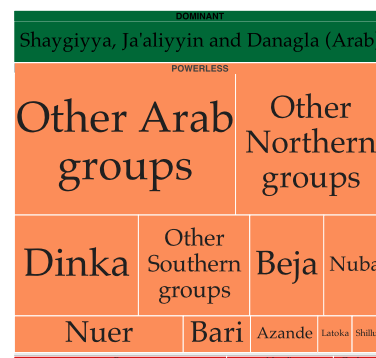 DOMINANT
Shaygiyya, Ja'aliyyin and Danagla (Arab
POWERLESS
Other Arab
groups
Other
Northern
groups
Dinka
Other
Southern
groups
Beja
Nuba
Nuer
Bari
Azande
Latoka
Shillu